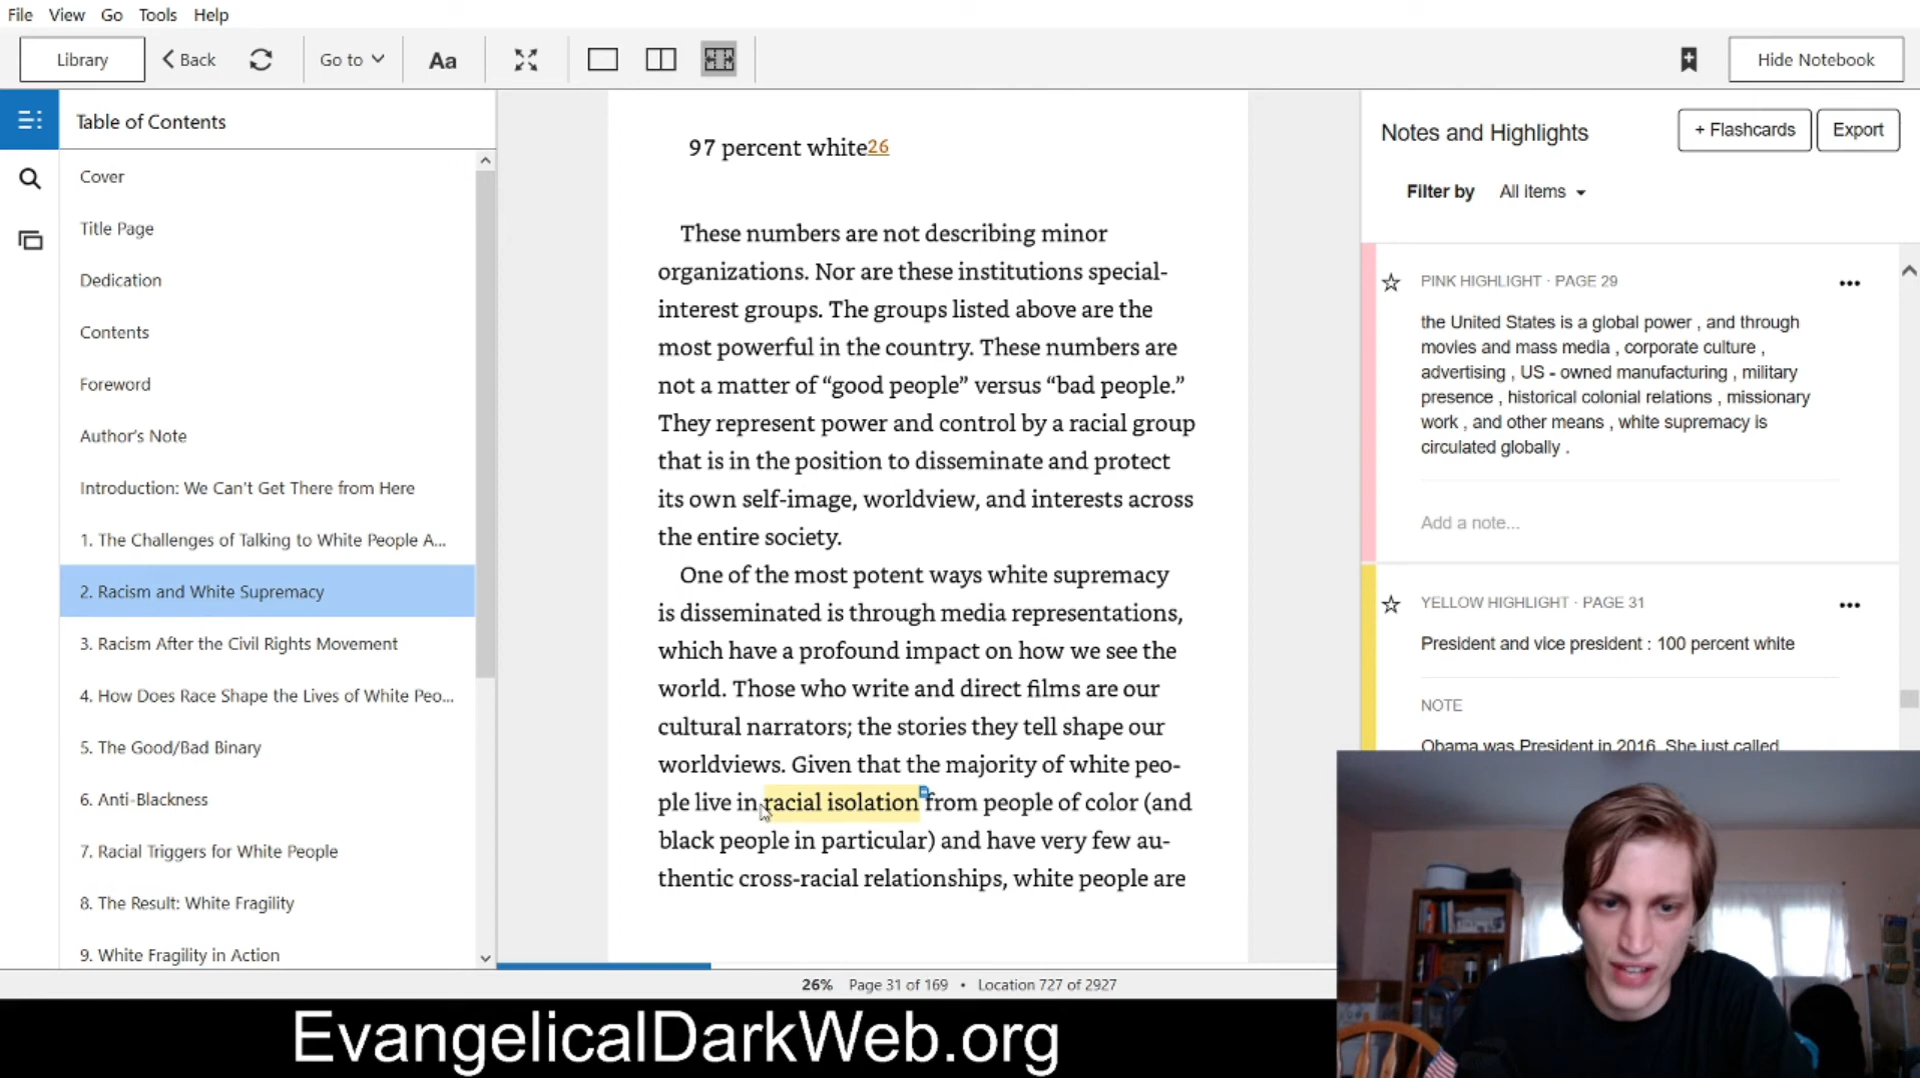 File View Go Tools Help
Library Back Go to Aa Hide Notebook
Table of Contents
Cover
Title Page
Dedication
Contents
Foreword
Author's Note
Introduction: We Can't Get There from Here
1. The Challenges of Talking to White People A...
2. Racism and White Supremacy
3. Racism After the Civil Rights Movement
4. How Does Race Shape the Lives of White Peo...
5. The Good/Bad Binary
6. Anti-Blackness
7. Racial Triggers for White People
8. The Result: White Fragility
9. White Fragility in Action
97 percent white26
These numbers are not describing minor
organizations. Nor are these institutions special-
interest groups. The groups listed above are the
most powerful in the country. These numbers are
not a matter of “good people” versus “bad people.”
They represent power and control by a racial group
that is in the position to disseminate and protect
its own self-image, worldview, and interests across
the entire society.
One of the most potent ways white supremacy
is disseminated is through media representations,
which have a profound impact on how we see the
world. Those who write and direct films are our
cultural narrators; the stories they tell shape our
worldviews. Given that the majority of white peo-
ple live in racial isolation from people of color (and
black people in particular) and have very few au-
thentic cross-racial relationships, white people are
26% Page 31 of 169 • Location 727 of 2927
Notes and Highlights + Flashcards Export
Filter by All items
PINK HIGHLIGHT · PAGE 29
the United States is a global power , and through
movies and mass media , corporate culture ,
advertising , US - owned manufacturing , military
presence , historical colonial relations , missionary
work , and other means , white supremacy is
circulated globally .
Add a note...
YELLOW HIGHLIGHT · PAGE 31
President and vice president : 100 percent white
NOTE
Obama was President in 2016. She just called
EvangelicalDarkWeb.org